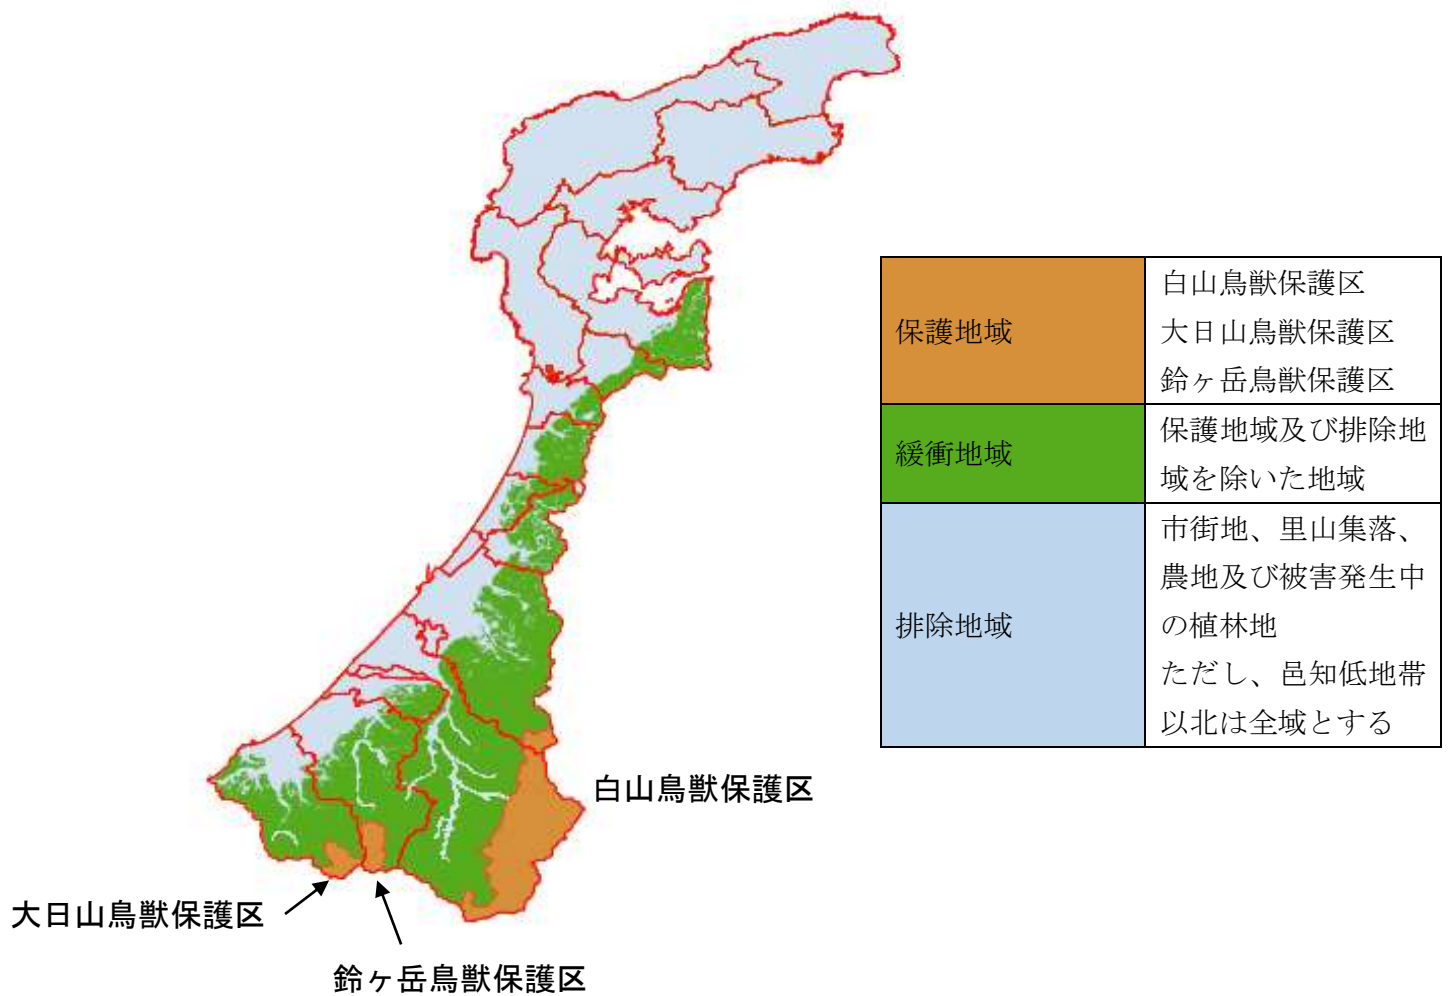 保護地域
白山鳥獣保護区
大日山鳥獣保護区
鈴ヶ岳鳥獣保護区
緩衝地域
保護地域及び排除地
域を除いた地域
排除地域
市街地、里山集落、
農地及び被害発生中
の植林地
ただし、邑知低地帯
以北は全域とする
白山鳥獣保護区
大日山鳥獣保護区
鈴ヶ岳鳥獣保護区